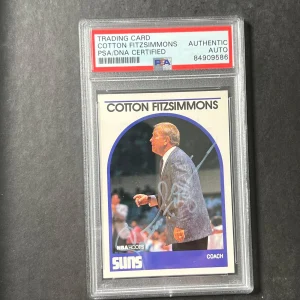 TRADING CARD
COTTON FITZSIMMONS
PSA/DNA CERTIFIED
AUTHENTIC
AUTO
84909586
PSA
COTTON FITZSIMMONS
NBA HOOPS
SUNS
COACH